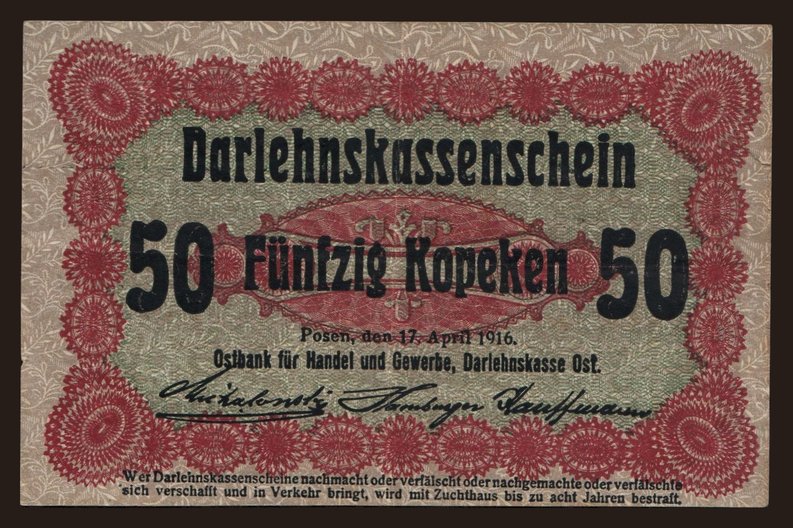 Darlehnskassenschein
50 Fünfzig Kopeken 50
Posen, den 17. April 1916.
Ostbank für Handel und Gewerbe, Darlehnskasse Ost.
Hamburger Kauffmann
Wer Darlehnskassenscheine nachmacht oder verfälscht oder nachgemachte oder verfälschte
sich verschafft und in Verkehr bringt, wird mit Zuchthaus bis zu acht Jahren bestraft.